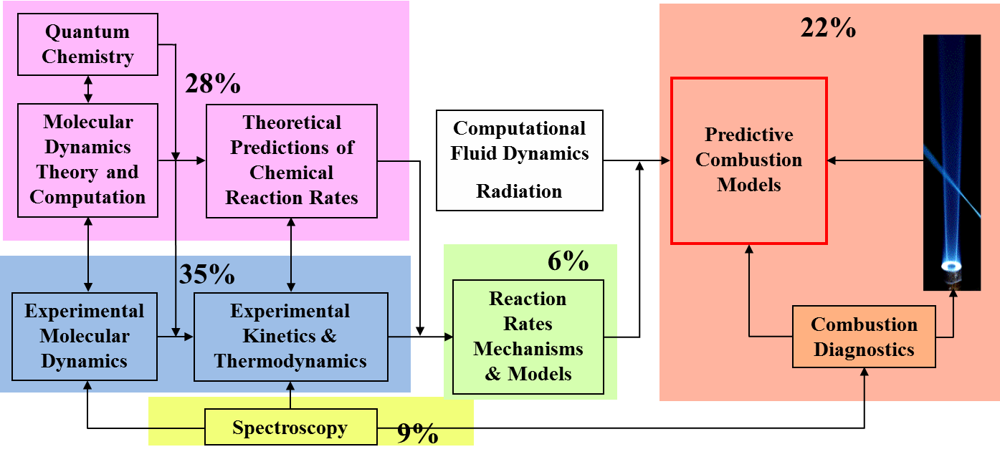 Quantum
Chemistry
28%
Molecular
Dynamics
Theory and
Computation
Theoretical
Predictions of
Chemical
Reaction Rates
Computational
Fluid Dynamics
Radiation
22%
Predictive
Combustion
Models
35%
Experimental
Molecular
Dynamics
Experimental
Kinetics &
Thermodynamics
6%
Reaction
Rates
Mechanisms
& Models
Combustion
Diagnostics
Spectroscopy
9%